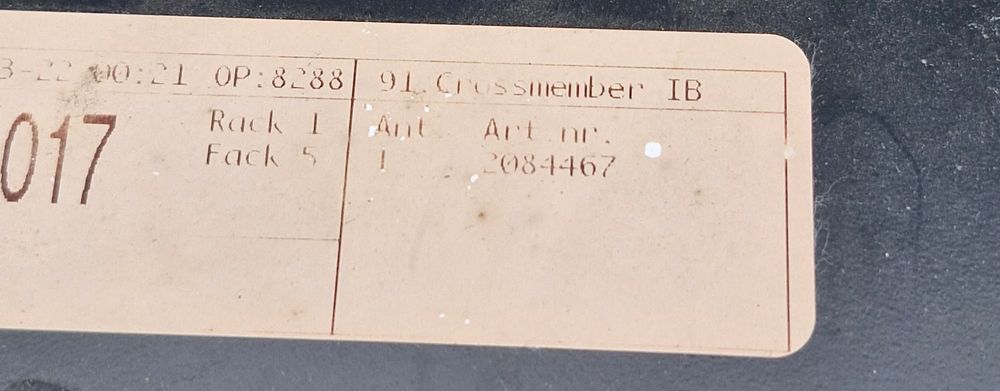 3-22 00:21 OP:8288
91.Crossmember IB
017
Rack 1
Fack 5
Ant Art.nr.
1 2084467